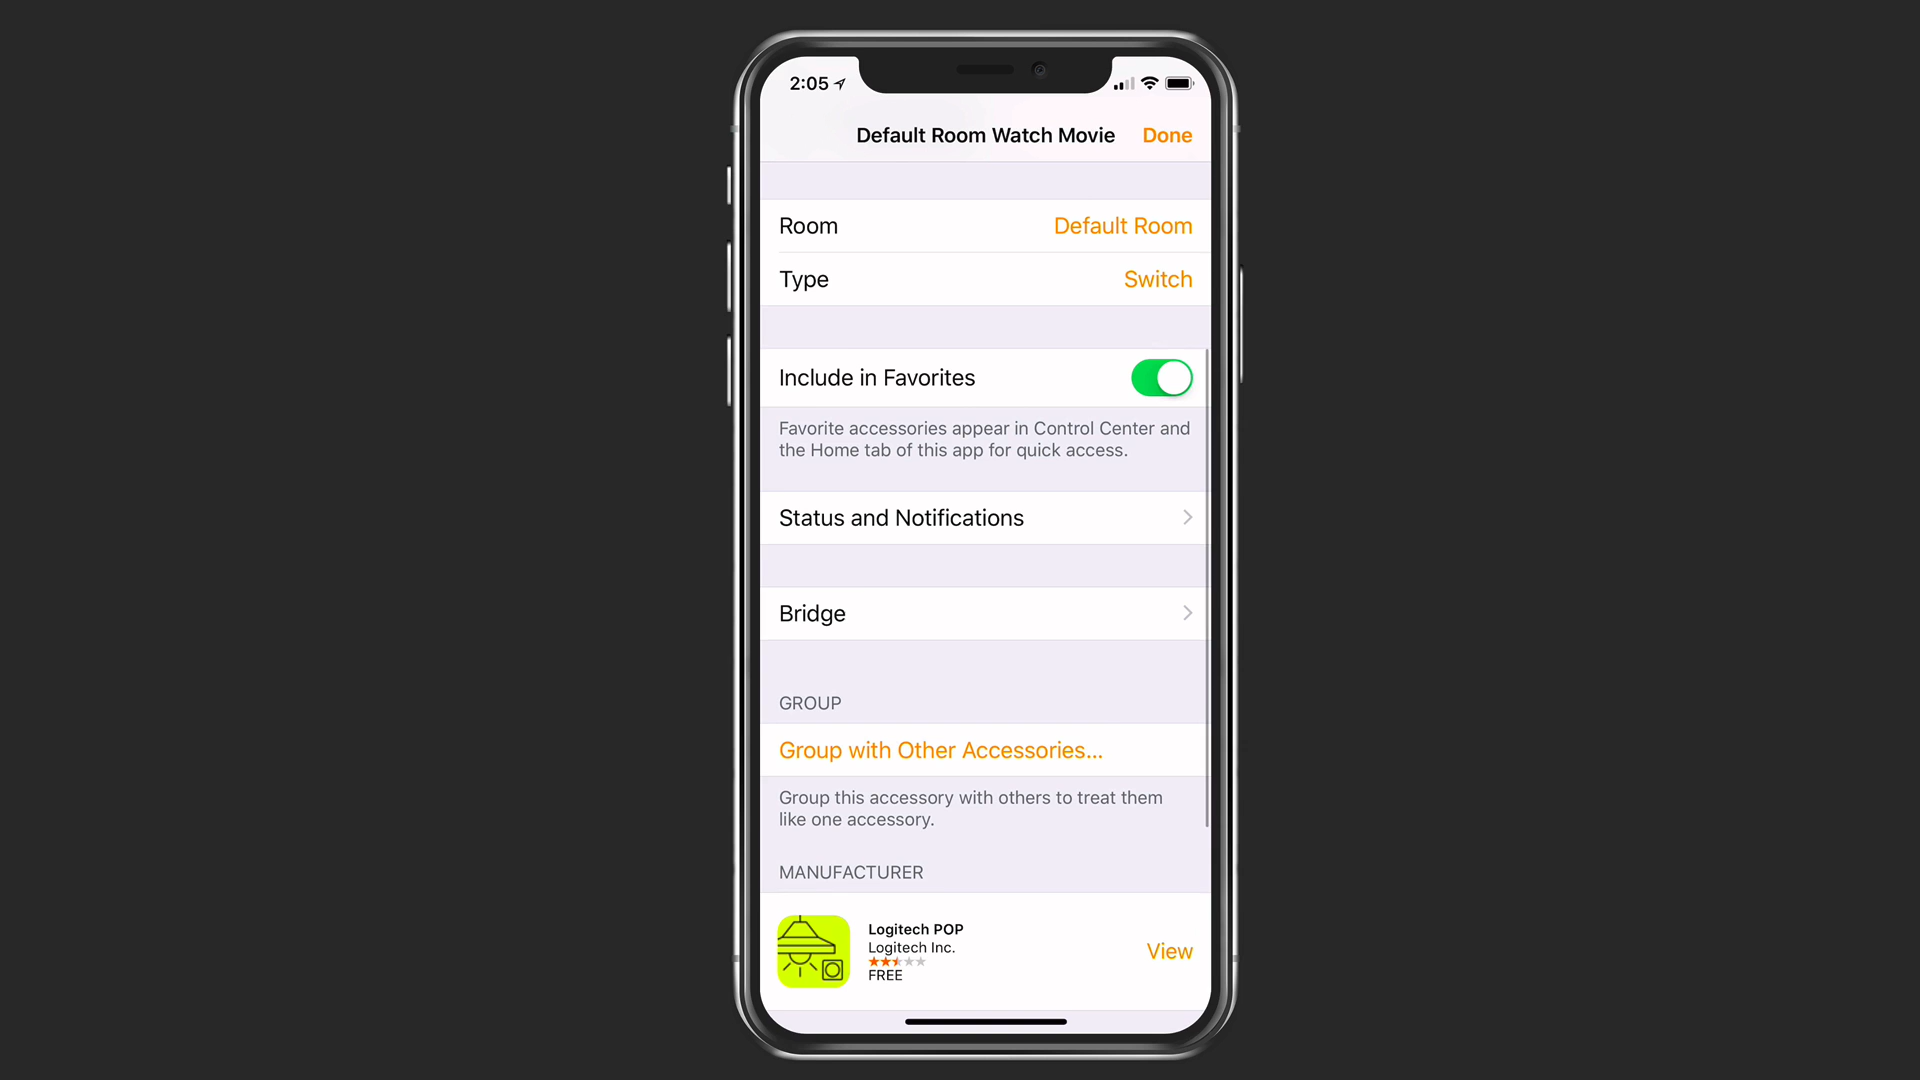 2:05
Default Room Watch Movie Done
Room Default Room
Type Switch
Include in Favorites
Favorite accessories appear in Control Center and
the Home tab of this app for quick access.
Status and Notifications
Bridge
GROUP
Group with Other Accessories...
Group this accessory with others to treat them
like one accessory.
MANUFACTURER
Logitech POP
Logitech Inc.
FREE
View